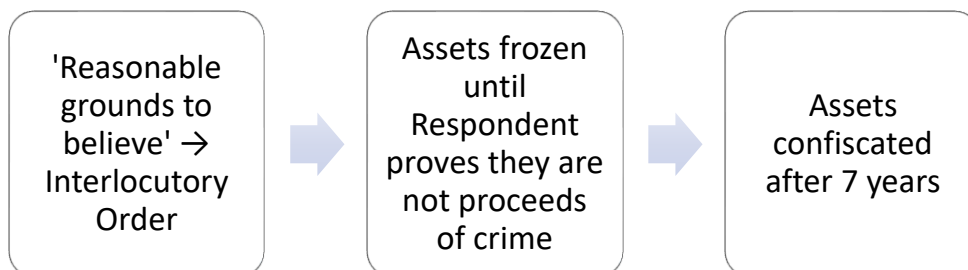 'Reasonable
grounds to
believe' →
Interlocutory
Order
Assets frozen
until
Respondent
proves they are
not proceeds
of crime
Assets
confiscated
after 7 years